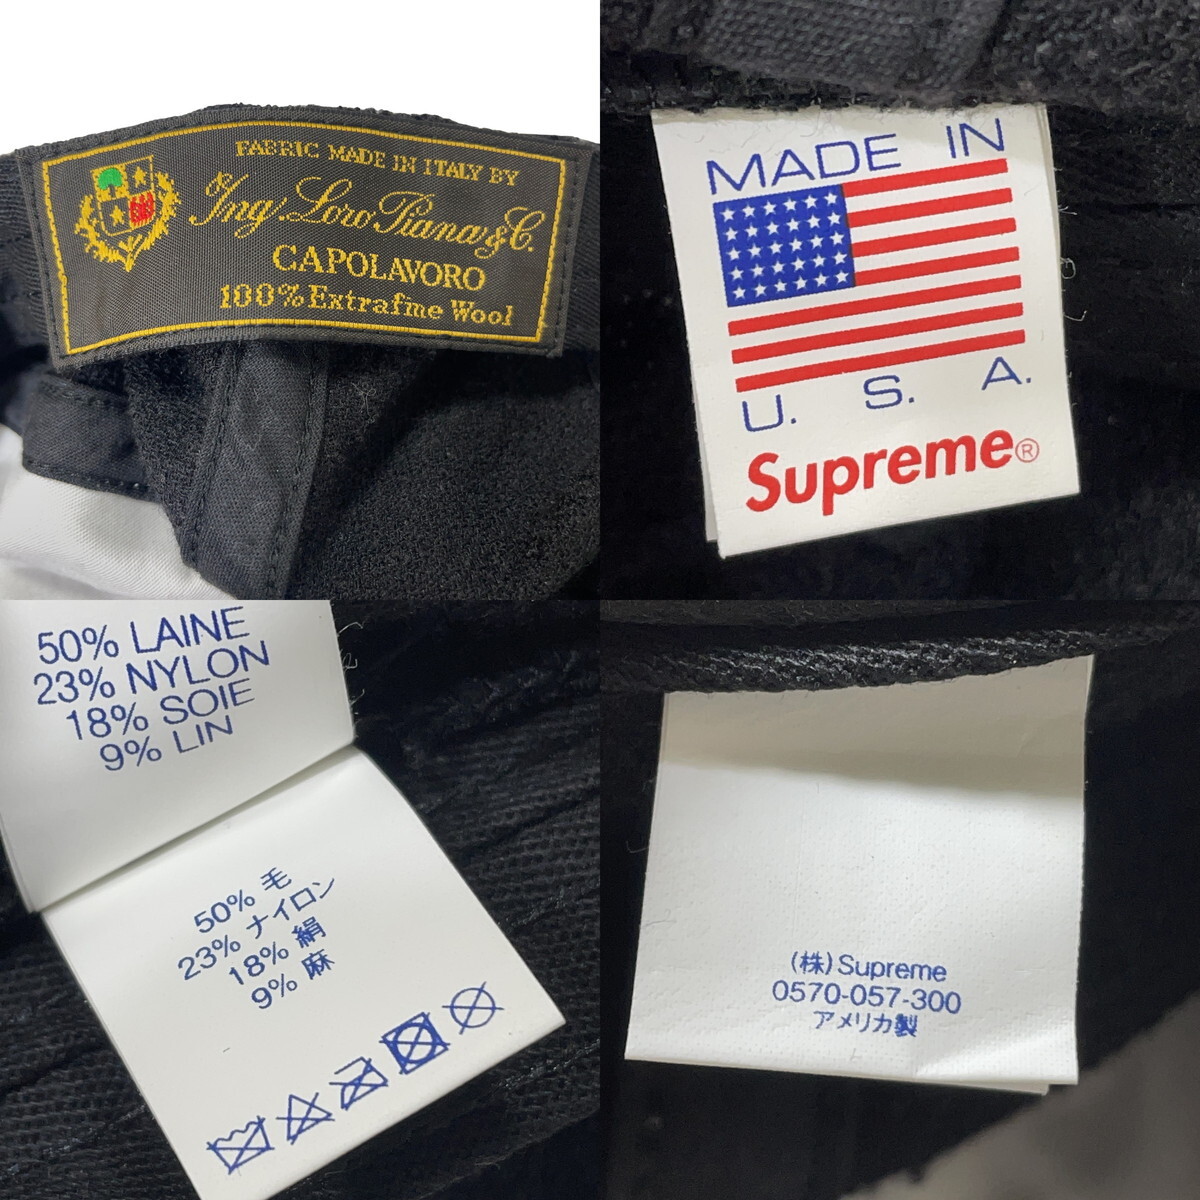 FABRIC MADE IN ITALY BY
Ing Loro Piana & C.
CAPOLAVORO
100% Extrafine Wool
MADE IN
U. S. A.
Supreme®
50% LAINE
23% NYLON
18% SOIE
9% LIN
50% 毛
23% ナイロン
18% 絹
9% 麻
(株)Supreme
0570-057-300
アメリカ製